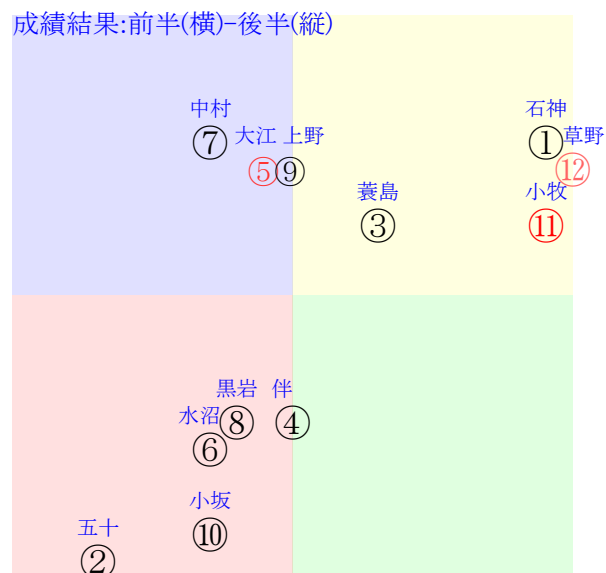 成績結果:前半(横)−後半(縦)
中村
⑦
大江
⑤
上野
⑨
石神
①
草野
⑫
蓑島
③
小牧
⑪
黒岩
⑧
伴
④
水沼
⑥
小坂
⑩
五十
②